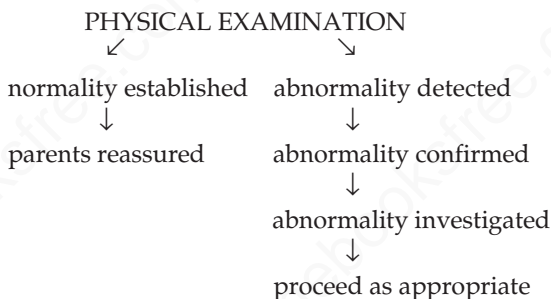 PHYSICAL EXAMINATION
↙ ↘
normality established abnormality detected
↓ ↓
parents reassured abnormality confirmed
↓
abnormality investigated
↓
proceed as appropriate